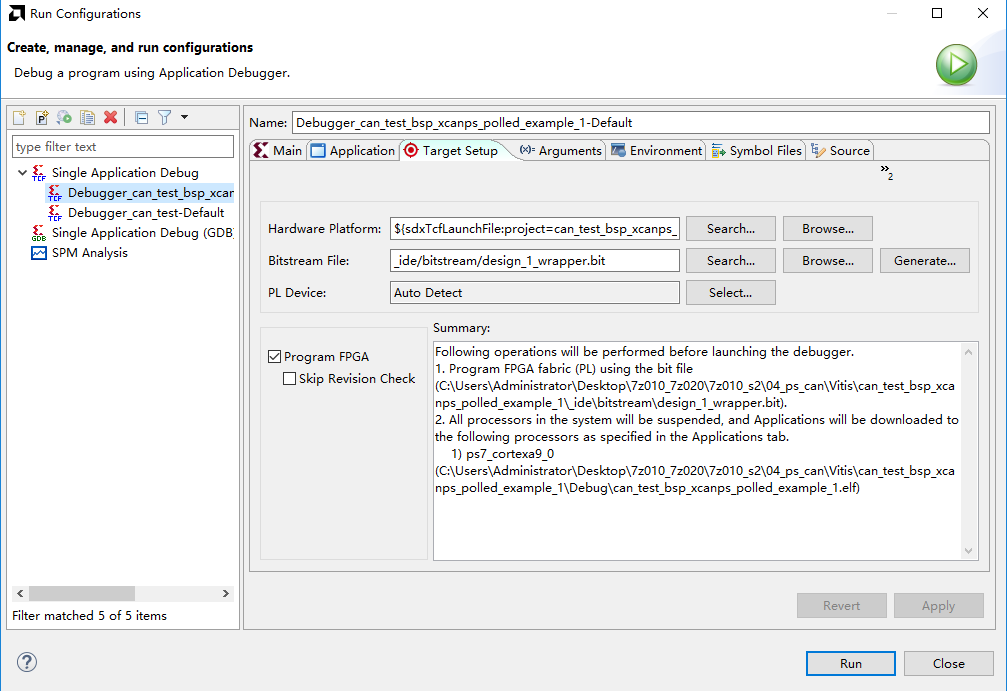 Run Configurations
Create, manage, and run configurations
Debug a program using Application Debugger.
type filter text
Single Application Debug
Debugger_can_test_bsp_xcar
Debugger_can_test-Default
Single Application Debug (GDB)
SPM Analysis
Filter matched 5 of 5 items
Name: Debugger_can_test_bsp_xcanps_polled_example_1-Default
Main Application Target Setup (x)= Arguments Environment Symbol Files Source
»2
Hardware Platform: ${sdxTcfLaunchFile:project=can_test_bsp_xcanps_ Search... Browse...
Bitstream File: _ide/bitstream/design_1_wrapper.bit Search... Browse... Generate...
PL Device: Auto Detect Select...
Program FPGA
Skip Revision Check
Summary:
Following operations will be performed before launching the debugger.
1. Program FPGA fabric (PL) using the bit file
(C:\Users\Administrator\Desktop\7z010_7z020\7z010_s2\04_ps_can\Vitis\can_test_bsp_xca
nps_polled_example_1\_ide\bitstream\design_1_wrapper.bit).
2. All processors in the system will be suspended, and Applications will be downloaded to
the following processors as specified in the Applications tab.
1) ps7_cortexa9_0
(C:\Users\Administrator\Desktop\7z010_7z020\7z010_s2\04_ps_can\Vitis\can_test_bsp_xca
nps_polled_example_1\Debug\can_test_bsp_xcanps_polled_example_1.elf)
Revert Apply
Run Close